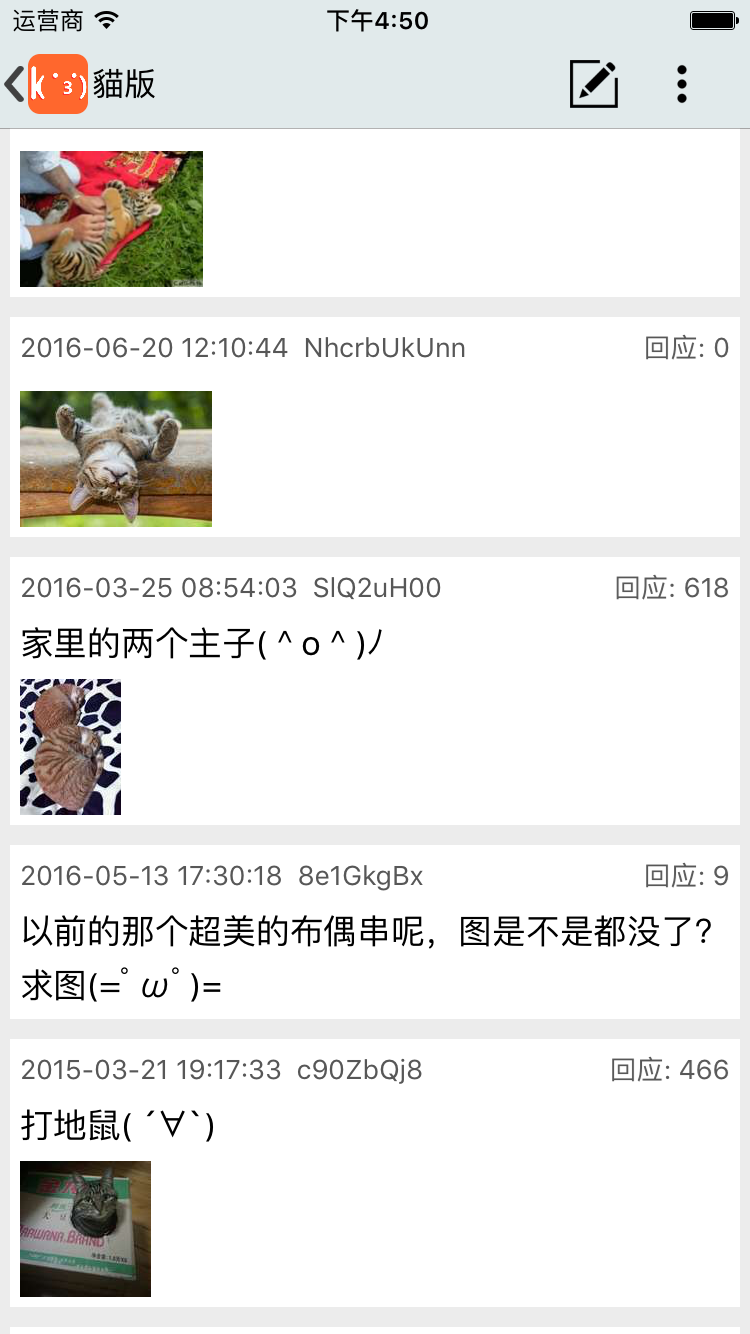 运营商 下午4:50
k( ˙3˙) 貓版
2016-06-20 12:10:44 NhcrbUkUnn 回应: 0
2016-03-25 08:54:03 SlQ2uH00 回应: 618
家里的两个主子( ^ o ^ )ﾉ
2016-05-13 17:30:18 8e1GkgBx 回应: 9
以前的那个超美的布偶串呢，图是不是都没了？
求图(=ﾟωﾟ)=
2015-03-21 19:17:33 c90ZbQj8 回应: 466
打地鼠( ´∀`)
BRAND